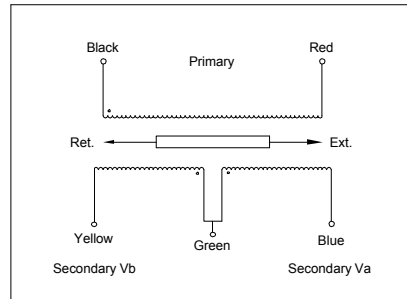 Black
Primary
Red
Ret.
Ext.
Yellow
Green
Blue
Secondary Vb
Secondary Va